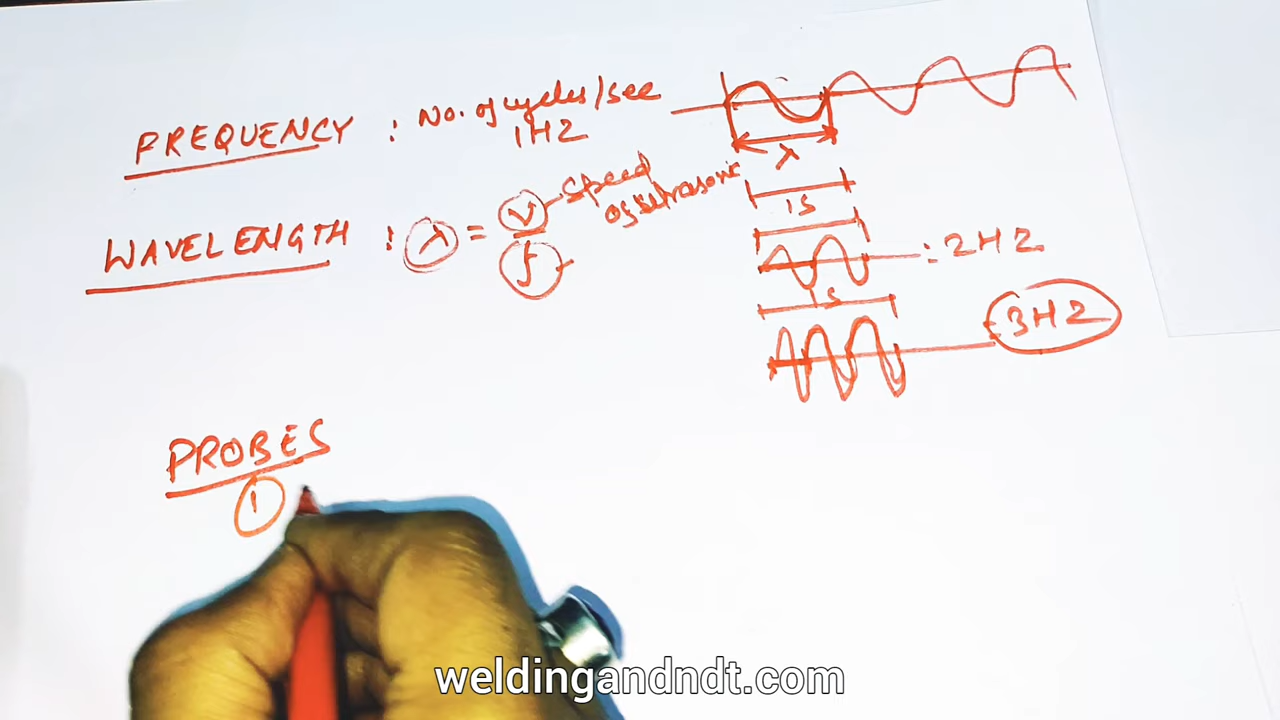 FREQUENCY : No. of cycles/sec
1HZ
λ
WAVELENGTH : λ = V/f
Speed
of ultrasonic
1S
: 2HZ
1S
3HZ
PROBES
1
weldingandndt.com